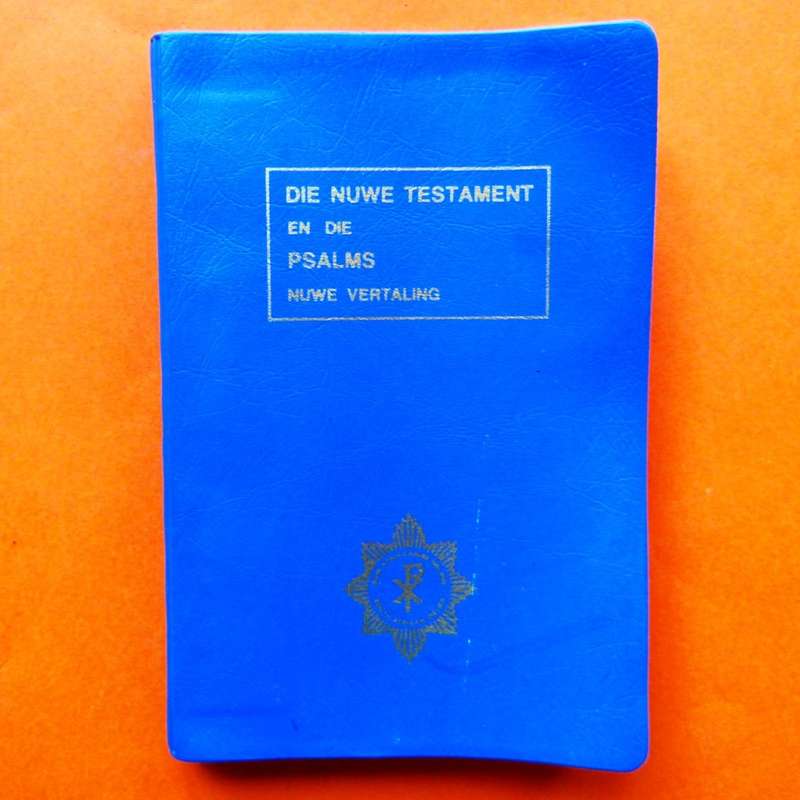 DIE NUWE TESTAMENT
EN DIE
PSALMS
NUWE VERTALING